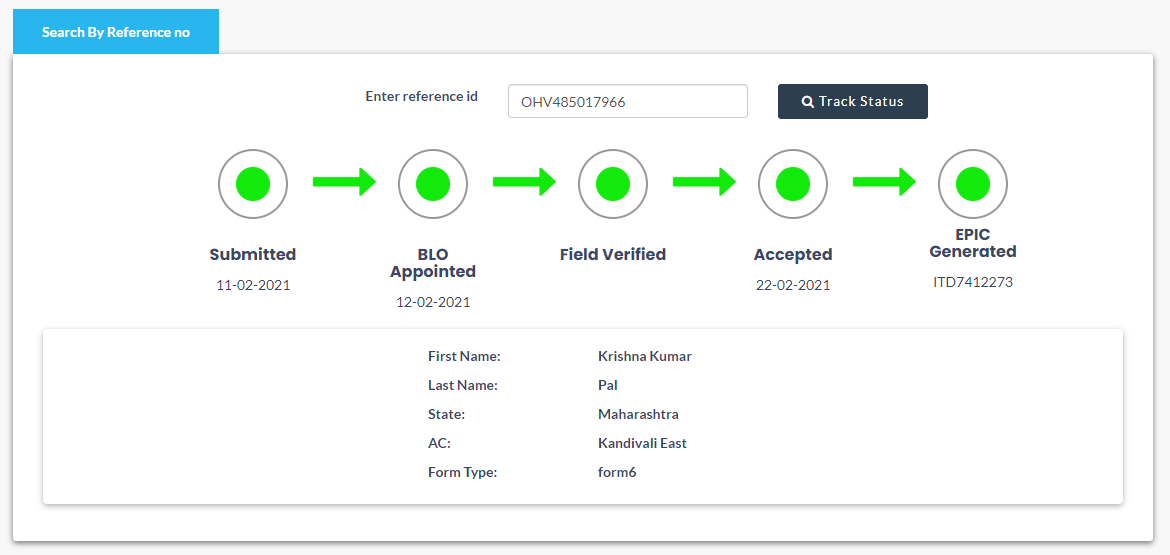 Search By Reference no
Enter reference id OHV485017966 Track Status
Submitted
11-02-2021
BLO
Appointed
12-02-2021
Field Verified
Accepted
22-02-2021
EPIC
Generated
ITD7412273
First Name: Krishna Kumar
Last Name: Pal
State: Maharashtra
AC: Kandivali East
Form Type: form6